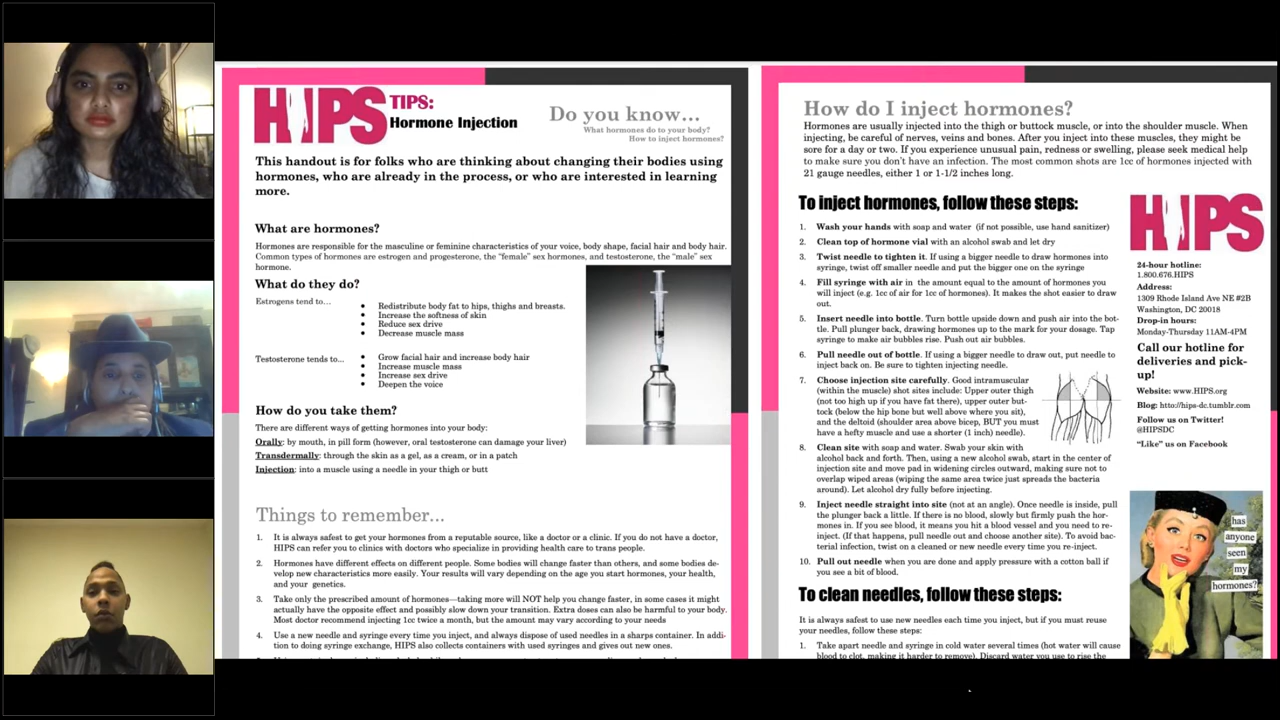 HIPS
TIPS:
Hormone Injection
Do you know...
What hormones do to your body?
How to inject hormones?
This handout is for folks who are thinking about changing their bodies using
hormones, who are already in the process, or who are interested in learning
more.
What are hormones?
Hormones are responsible for the masculine or feminine characteristics of your voice, body shape, facial hair and body hair.
Common types of hormones are estrogen and progesterone, the “female” sex hormones, and testosterone, the “male” sex
hormone.
What do they do?
Estrogens tend to...
• Redistribute body fat to hips, thighs and breasts.
• Increase the softness of skin
• Reduce sex drive
• Decrease muscle mass
Testosterone tends to...
• Grow facial hair and increase body hair
• Increase muscle mass
• Increase sex drive
• Deepen the voice
How do you take them?
There are different ways of getting hormones into your body:
Orally: by mouth, in pill form (however, oral testosterone can damage your liver)
Transdermally: through the skin as a gel, as a cream, or in a patch
Injection: into a muscle using a needle in your thigh or butt
Things to remember...
1. It is always safest to get your hormones from a reputable source, like a doctor or a clinic. If you do not have a doctor,
HIPS can refer you to clinics with doctors who specialize in providing health care to trans people.
2. Hormones have different effects on different people. Some bodies will change faster than others, and some bodies de-
velop new characteristics more easily. Your results will vary depending on the age you start hormones, your health,
and your genetics.
3. Take only the prescribed amount of hormones—taking more will NOT help you change faster, in some cases it might
actually have the opposite effect and possibly slow down your transition. Extra doses can also be harmful to your body.
Most doctor recommend injecting 1cc twice a month, but the amount may vary according to your needs
4. Use a new needle and syringe every time you inject, and always dispose of used needles in a sharps container. In addi-
tion to doing syringe exchange, HIPS also collects containers with used syringes and gives out new ones.
How do I inject hormones?
Hormones are usually injected into the thigh or buttock muscle, or into the shoulder muscle. When
injecting, be careful of nerves, veins and bones. After you inject into these muscles, they might be
sore for a day or two. If you experience unusual pain, redness or swelling, please seek medical help
to make sure you don’t have an infection. The most common shots are 1cc of hormones injected with
21 gauge needles, either 1 or 1-1/2 inches long.
To inject hormones, follow these steps:
1. Wash your hands with soap and water (if not possible, use hand sanitizer)
2. Clean top of hormone vial with an alcohol swab and let dry
3. Twist needle to tighten it. If using a bigger needle to draw hormones into
syringe, twist off smaller needle and put the bigger one on the syringe
4. Fill syringe with air in the amount equal to the amount of hormones you
will inject (e.g. 1cc of air for 1cc of hormones). It makes the shot easier to draw
out.
5. Insert needle into bottle. Turn bottle upside down and push air into the bot-
tle. Pull plunger back, drawing hormones up to the mark for your dosage. Tap
syringe to make air bubbles rise. Push out air bubbles.
6. Pull needle out of bottle. If using a bigger needle to draw out, put needle to
inject back on. Be sure to tighten injecting needle.
7. Choose injection site carefully. Good intramuscular
(within the muscle) shot sites include: Upper outer thigh
(not too high up if you have fat there), upper outer but-
tock (below the hip bone but well above where you sit),
and the deltoid (shoulder area above bicep, BUT you must
have a hefty muscle and use a shorter (1 inch) needle).
8. Clean site with soap and water. Swab your skin with
alcohol back and forth. Then, using a new alcohol swab, start in the center of
injection site and move pad in widening circles outward, making sure not to
overlap wiped areas (wiping the same area twice just spreads the bacteria
around). Let alcohol dry fully before injecting.
9. Inject needle straight into site (not at an angle). Once needle is inside, pull
the plunger back a little. If there is no blood, slowly but firmly push the hor-
mones in. If you see blood, it means you hit a blood vessel and you need to re-
inject. (If that happens, pull needle out and choose another site). To avoid bac-
terial infection, twist on a cleaned or new needle every time you re-inject.
10. Pull out needle when you are done and apply pressure with a cotton ball if
you see a bit of blood.
To clean needles, follow these steps:
It is always safest to use new needles each time you inject, but if you must reuse
your needles, follow these steps:
1. Take apart needle and syringe in cold water several times (hot water will cause
blood to clot, making it harder to remove). Discard water you use to rise the
HIPS
24-hour hotline:
1.800.676.HIPS
Address:
1309 Rhode Island Ave NE #2B
Washington, DC 20018
Drop-in hours:
Monday-Thursday 11AM-4PM
Call our hotline for
deliveries and pick-
up!
Website: www.HIPS.org
Blog: http://hips-dc.tumblr.com
Follow us on Twitter!
@HIPSDC
“Like” us on Facebook
has
anyone
seen
my
hormones?